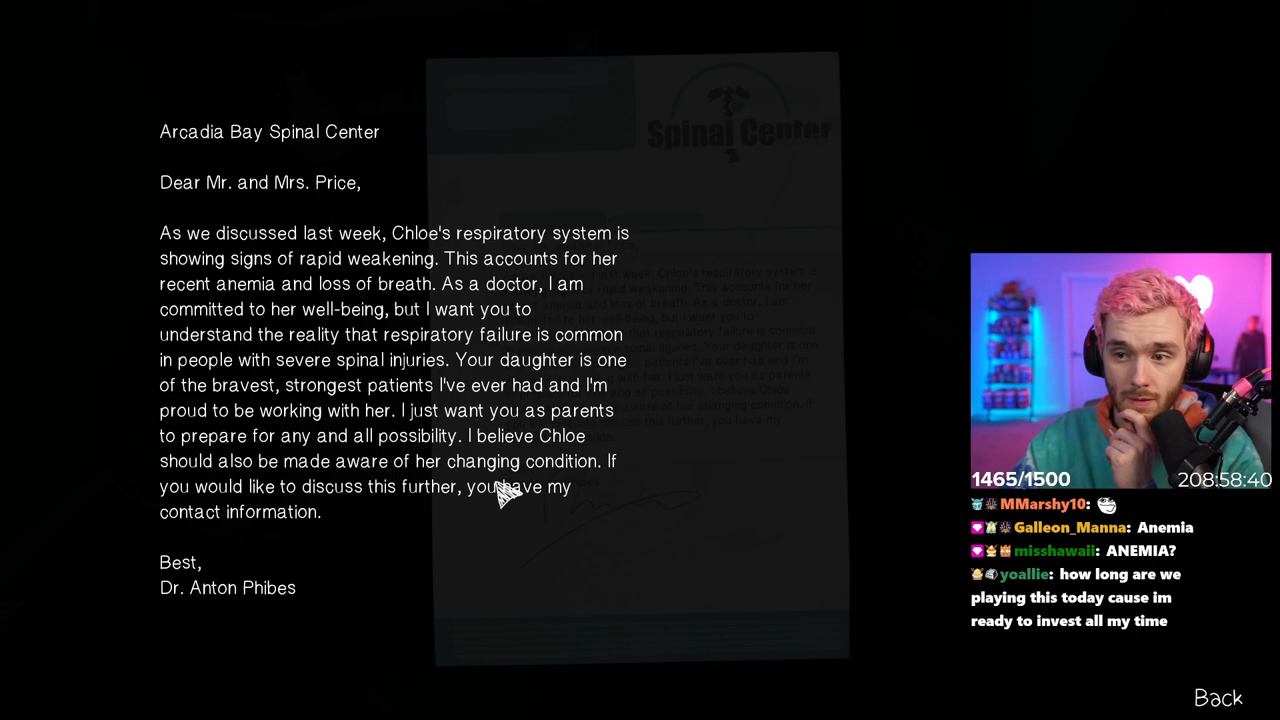 Arcadia Bay Spinal Center
Dear Mr. and Mrs. Price,
As we discussed last week, Chloe's respiratory system is
showing signs of rapid weakening. This accounts for her
recent anemia and loss of breath. As a doctor, I am
committed to her well-being, but I want you to
understand the reality that respiratory failure is common
in people with severe spinal injuries. Your daughter is one
of the bravest, strongest patients I've ever had and I'm
proud to be working with her. I just want you as parents
to prepare for any and all possibility. I believe Chloe
should also be made aware of her changing condition. If
you would like to discuss this further, you have my
contact information.
Best,
Dr. Anton Phibes
Spinal Center
1465/1500
208:58:40
MMarshy10:
Galleon_Manna: Anemia
misshawaii: ANEMIA?
yoallie: how long are we
playing this today cause im
ready to invest all my time
Back